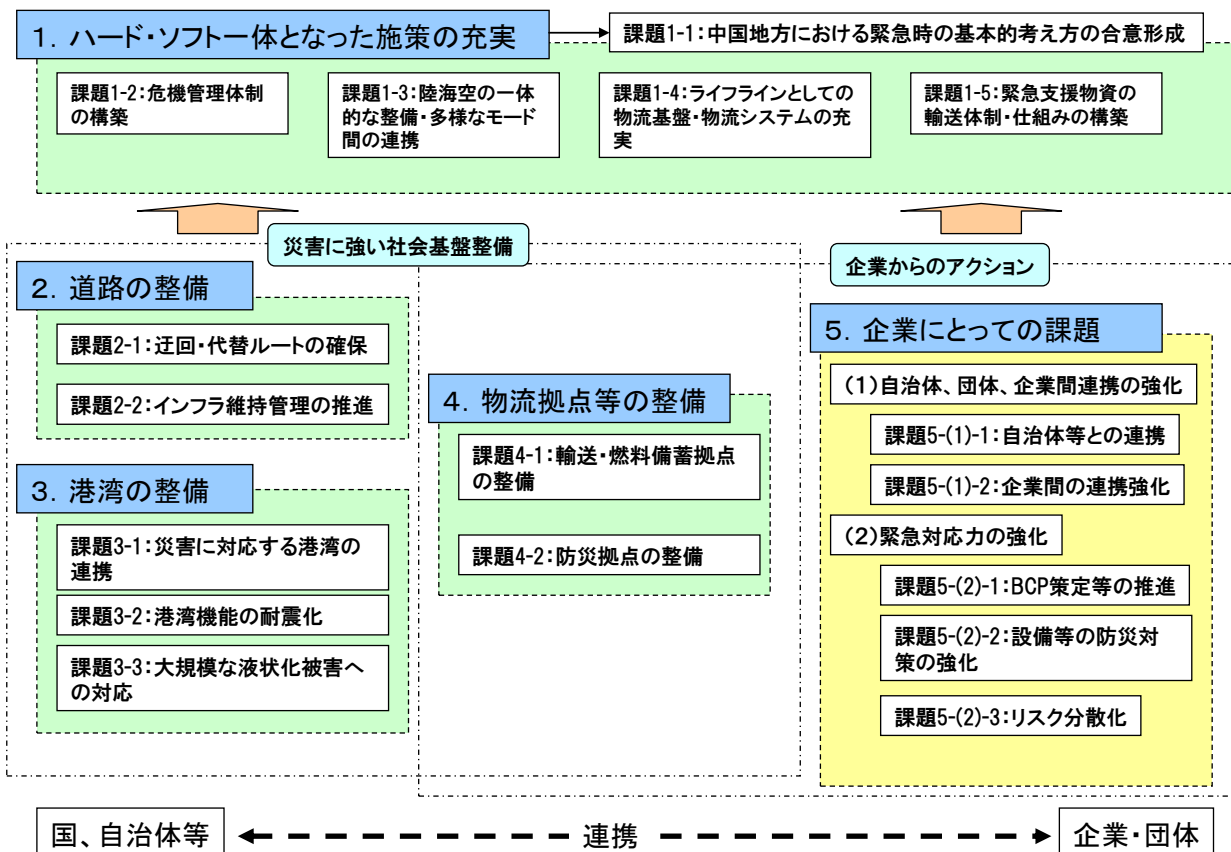 1．ハード・ソフト一体となった施策の充実
課題1-1：中国地方における緊急時の基本的考え方の合意形成
課題1-2：危機管理体制
の構築
課題1-3：陸海空の一体
的な整備・多様なモード
間の連携
課題1-4：ライフラインとしての
物流基盤・物流システムの充
実
課題1-5：緊急支援物資の
輸送体制・仕組みの構築
災害に強い社会基盤整備
企業からのアクション
2．道路の整備
課題2-1：迂回・代替ルートの確保
課題2-2：インフラ維持管理の推進
3．港湾の整備
課題3-1：災害に対応する港湾の
連携
課題3-2：港湾機能の耐震化
課題3-3：大規模な液状化被害へ
の対応
4．物流拠点等の整備
課題4-1：輸送・燃料備蓄拠点
の整備
課題4-2：防災拠点の整備
5．企業にとっての課題
（1）自治体、団体、企業間連携の強化
課題5-(1)-1：自治体等との連携
課題5-(1)-2：企業間の連携強化
（2）緊急対応力の強化
課題5-(2)-1：BCP策定等の推進
課題5-(2)-2：設備等の防災対
策の強化
課題5-(2)-3：リスク分散化
国、自治体等
連携
企業・団体